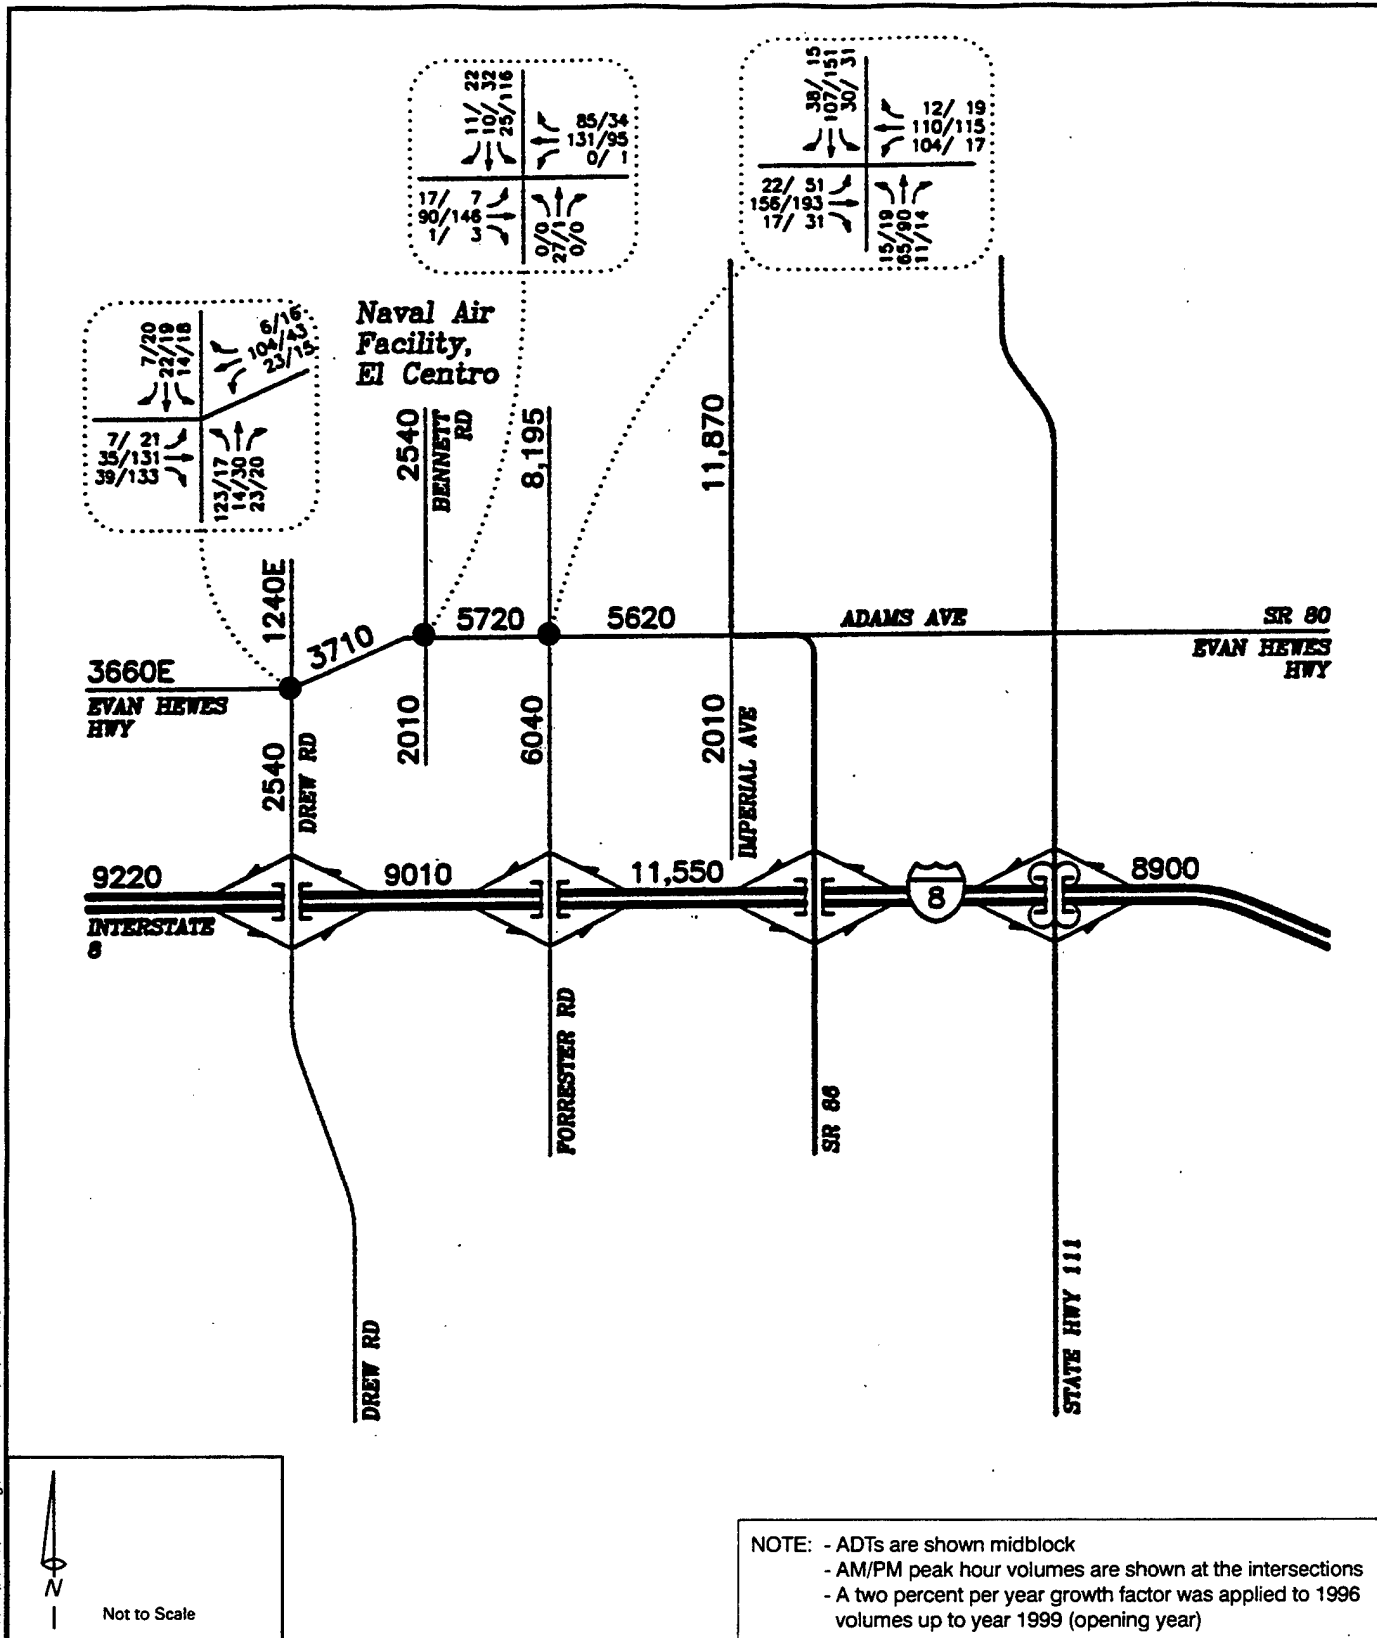 11/ 22
10/ 32
25/116
85/34
131/95
0/ 1
17/ 7
90/146
1/ 3
0/0
27/1
0/0
38/ 15
107/151
30/ 31
12/ 19
110/115
104/ 17
22/ 51
156/193
17/ 31
15/19
65/90
11/14
7/20
22/19
14/18
6/16
104/43
23/15
7/ 21
35/131
39/133
123/17
14/30
23/20
Naval Air
Facility,
El Centro
2540
BENNETT
RD
8,195
11,870
1240E
3710
5720
5620
ADAMS AVE
SR 80
EVAN HEWES
HWY
3660E
EVAN HEWES
HWY
2540
DREW RD
2010
6040
2010
IMPERIAL AVE
9220
9010
11,550
8
8900
INTERSTATE
8
FORRESTER RD
SR 86
STATE HWY 111
DREW RD
N
Not to Scale
NOTE: - ADTs are shown midblock
- AM/PM peak hour volumes are shown at the intersections
- A two percent per year growth factor was applied to 1996
volumes up to year 1999 (opening year)